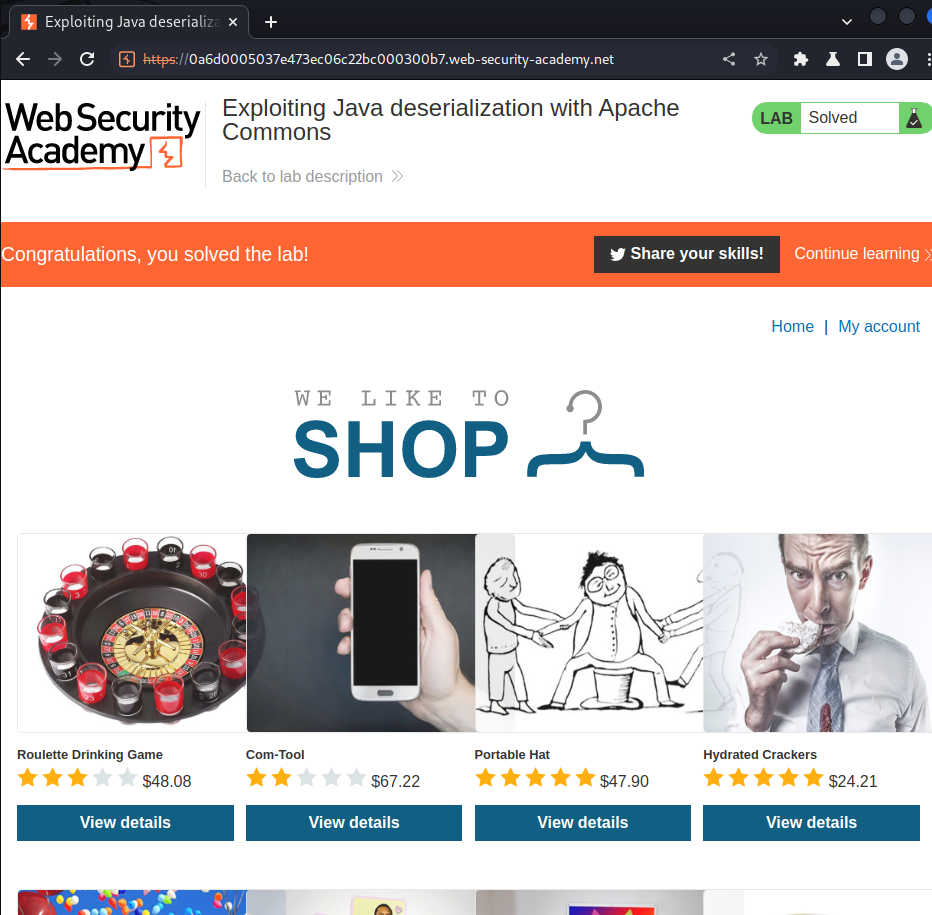 Exploiting Java deserializa
https://0a6d0005037e473ec06c22bc000300b7.web-security-academy.net
Web Security
Academy
Exploiting Java deserialization with Apache
Commons
Back to lab description
LAB Solved
Congratulations, you solved the lab!
Share your skills!
Continue learning
Home | My account
WE LIKE TO
SHOP
Roulette Drinking Game
$48.08
View details
Com-Tool
$67.22
View details
Portable Hat
$47.90
View details
Hydrated Crackers
$24.21
View details